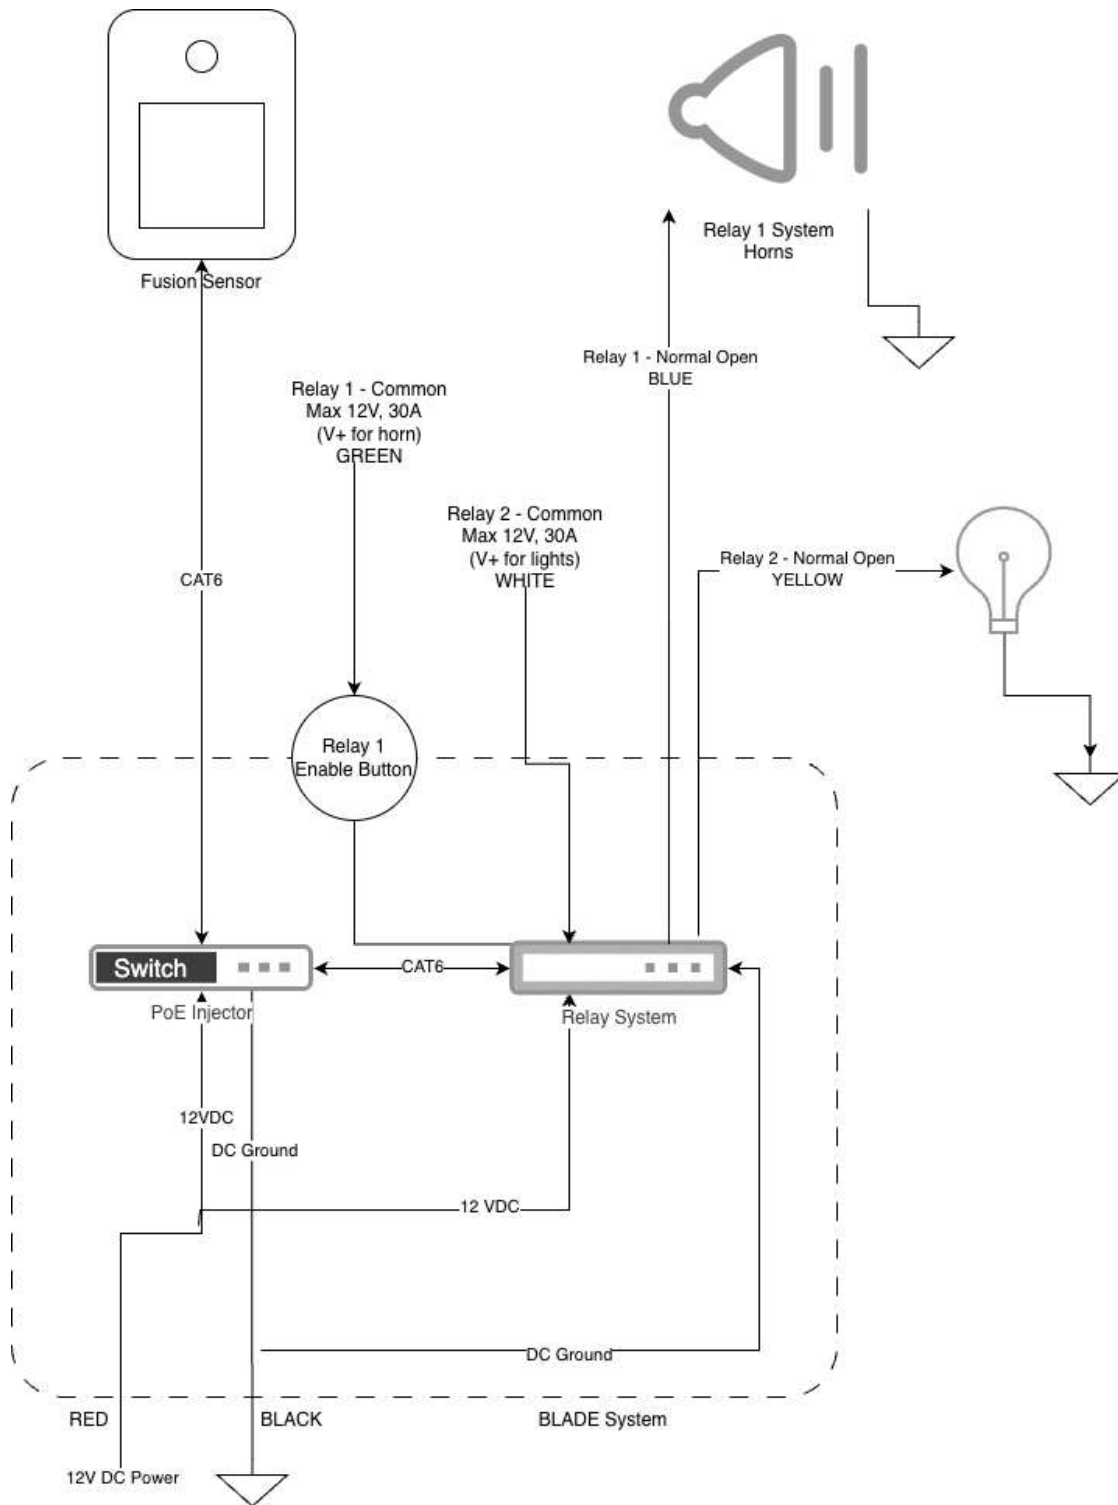 Fusion Sensor
Relay 1 System
Horns
Relay 1 - Normal Open
BLUE
Relay 1 - Common
Max 12V, 30A
(V+ for horn)
GREEN
Relay 2 - Common
Max 12V, 30A
(V+ for lights)
WHITE
Relay 2 - Normal Open
YELLOW
CAT6
Relay 1
Enable Button
Switch
CAT6
PoE Injector
Relay System
12VDC
DC Ground
12 VDC
DC Ground
RED
BLACK
BLADE System
12V DC Power